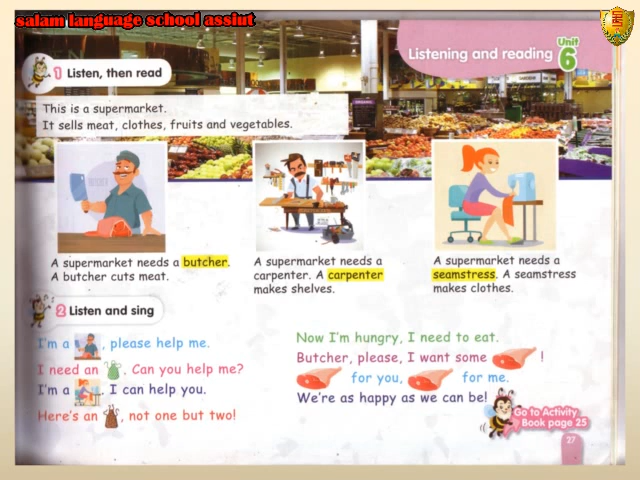 salam language school assiut
Listening and reading Unit 6
1 Listen, then read
This is a supermarket.
It sells meat, clothes, fruits and vegetables.
A supermarket needs a butcher.
A butcher cuts meat.
A supermarket needs a
carpenter. A carpenter
makes shelves.
A supermarket needs a
seamstress. A seamstress
makes clothes.
2 Listen and sing
I'm a , please help me.
I need an . Can you help me?
I'm a . I can help you.
Here's an , not one but two!
Now I'm hungry, I need to eat.
Butcher, please, I want some !
for you, for me.
We're as happy as we can be!
Go to Activity
Book page 25
27